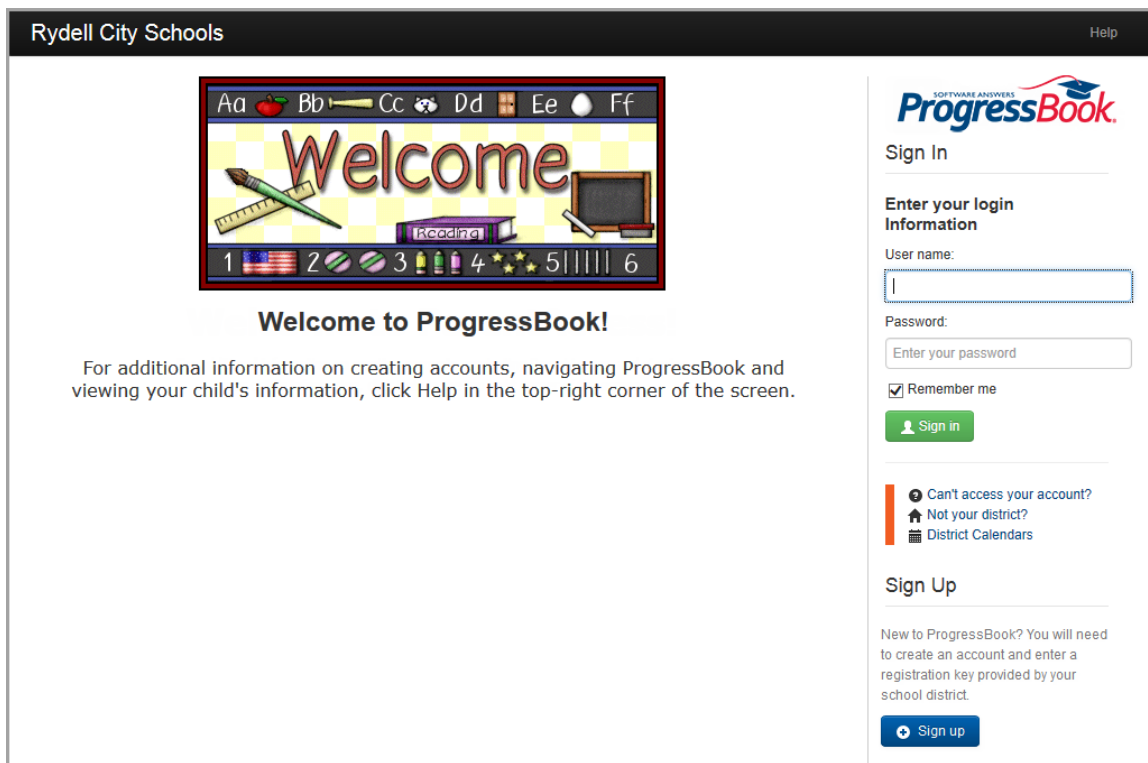 Rydell City Schools
Help
Aa Bb Cc Dd Ee Ff
Welcome
Reading
1 2 3 4 5 6
Welcome to ProgressBook!
For additional information on creating accounts, navigating ProgressBook and
viewing your child's information, click Help in the top-right corner of the screen.
SOFTWARE ANSWERS
ProgressBook
Sign In
Enter your login
Information
User name:
Password:
Enter your password
Remember me
Sign in
Can't access your account?
Not your district?
District Calendars
Sign Up
New to ProgressBook? You will need
to create an account and enter a
registration key provided by your
school district.
Sign up